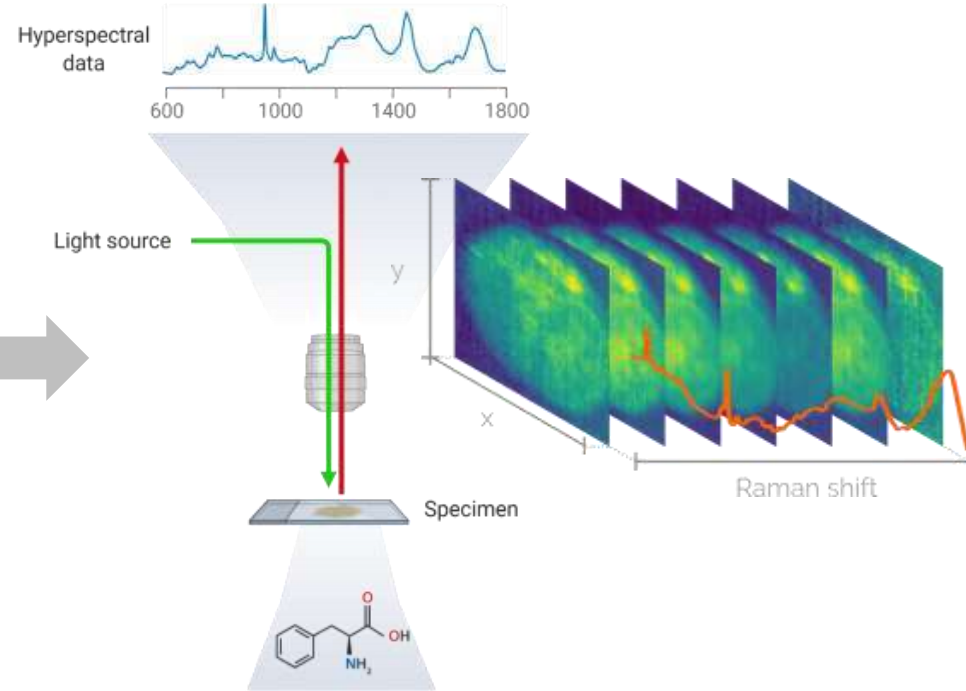 Hyperspectral
data
600 1000 1400 1800
Light source
y
x
Raman shift
Specimen
O
OH
NH₂